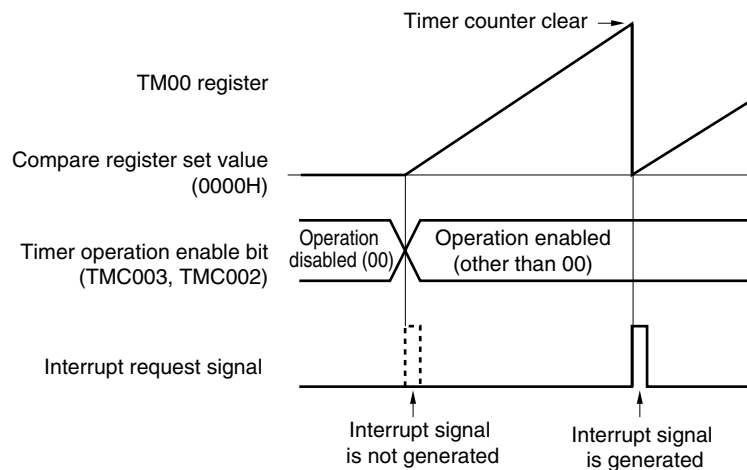 Timer counter clear
TM00 register
Compare register set value
(0000H)
Timer operation enable bit
(TMC003, TMC002)
Operation
disabled (00)
Operation enabled
(other than 00)
Interrupt request signal
Interrupt signal
is not generated
Interrupt signal
is generated